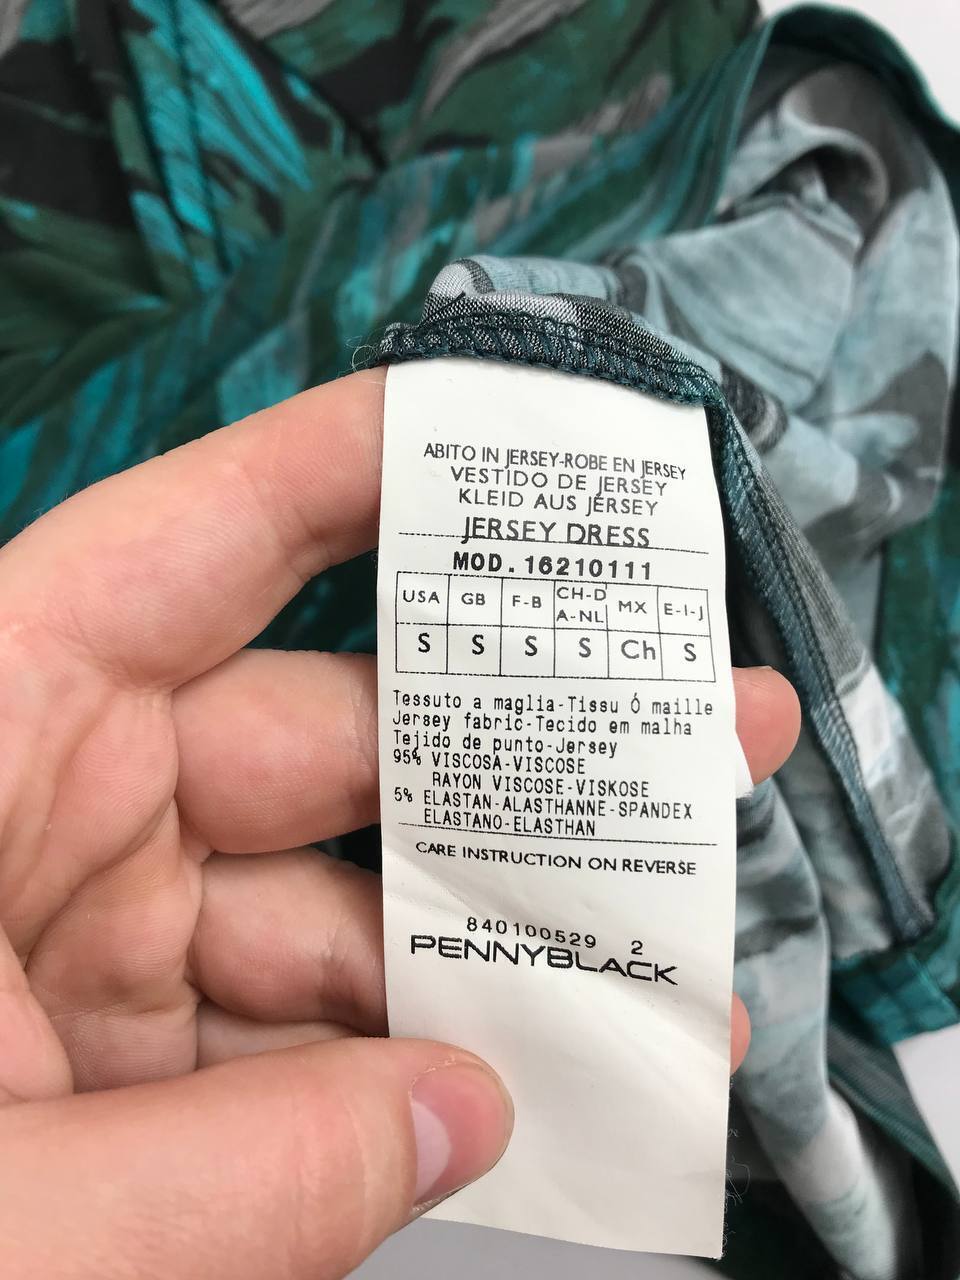 ABITO IN JERSEY-ROBE EN JERSEY
VESTIDO DE JERSEY
KLEID AUS JERSEY
JERSEY DRESS
MOD. 16210111
USA GB F-B CH-D A-NL MX E-I-J
S S S S Ch S
Tessuto a maglia-Tissu Ó maille
Jersey fabric-Tecido em malha
Tejido de punto-Jersey
95% VISCOSA-VISCOSE
RAYON VISCOSE-VISKOSE
5% ELASTAN-ALASTHANNE-SPANDEX
ELASTANO-ELASTHAN
CARE INSTRUCTION ON REVERSE
840100529 2
PENNYBLACK